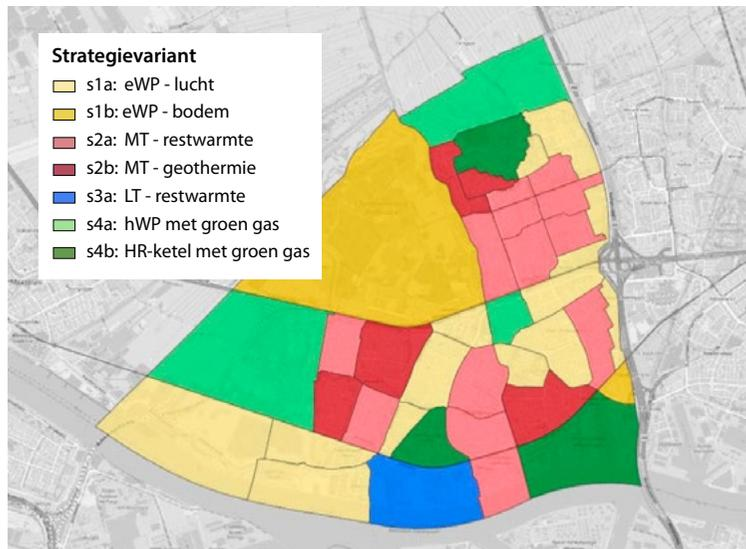 Strategievariant
s1a: eWP - lucht
s1b: eWP - bodem
s2a: MT - restwarmte
s2b: MT - geothermie
s3a: LT - restwarmte
s4a: hWP met groen gas
s4b: HR-ketel met groen gas